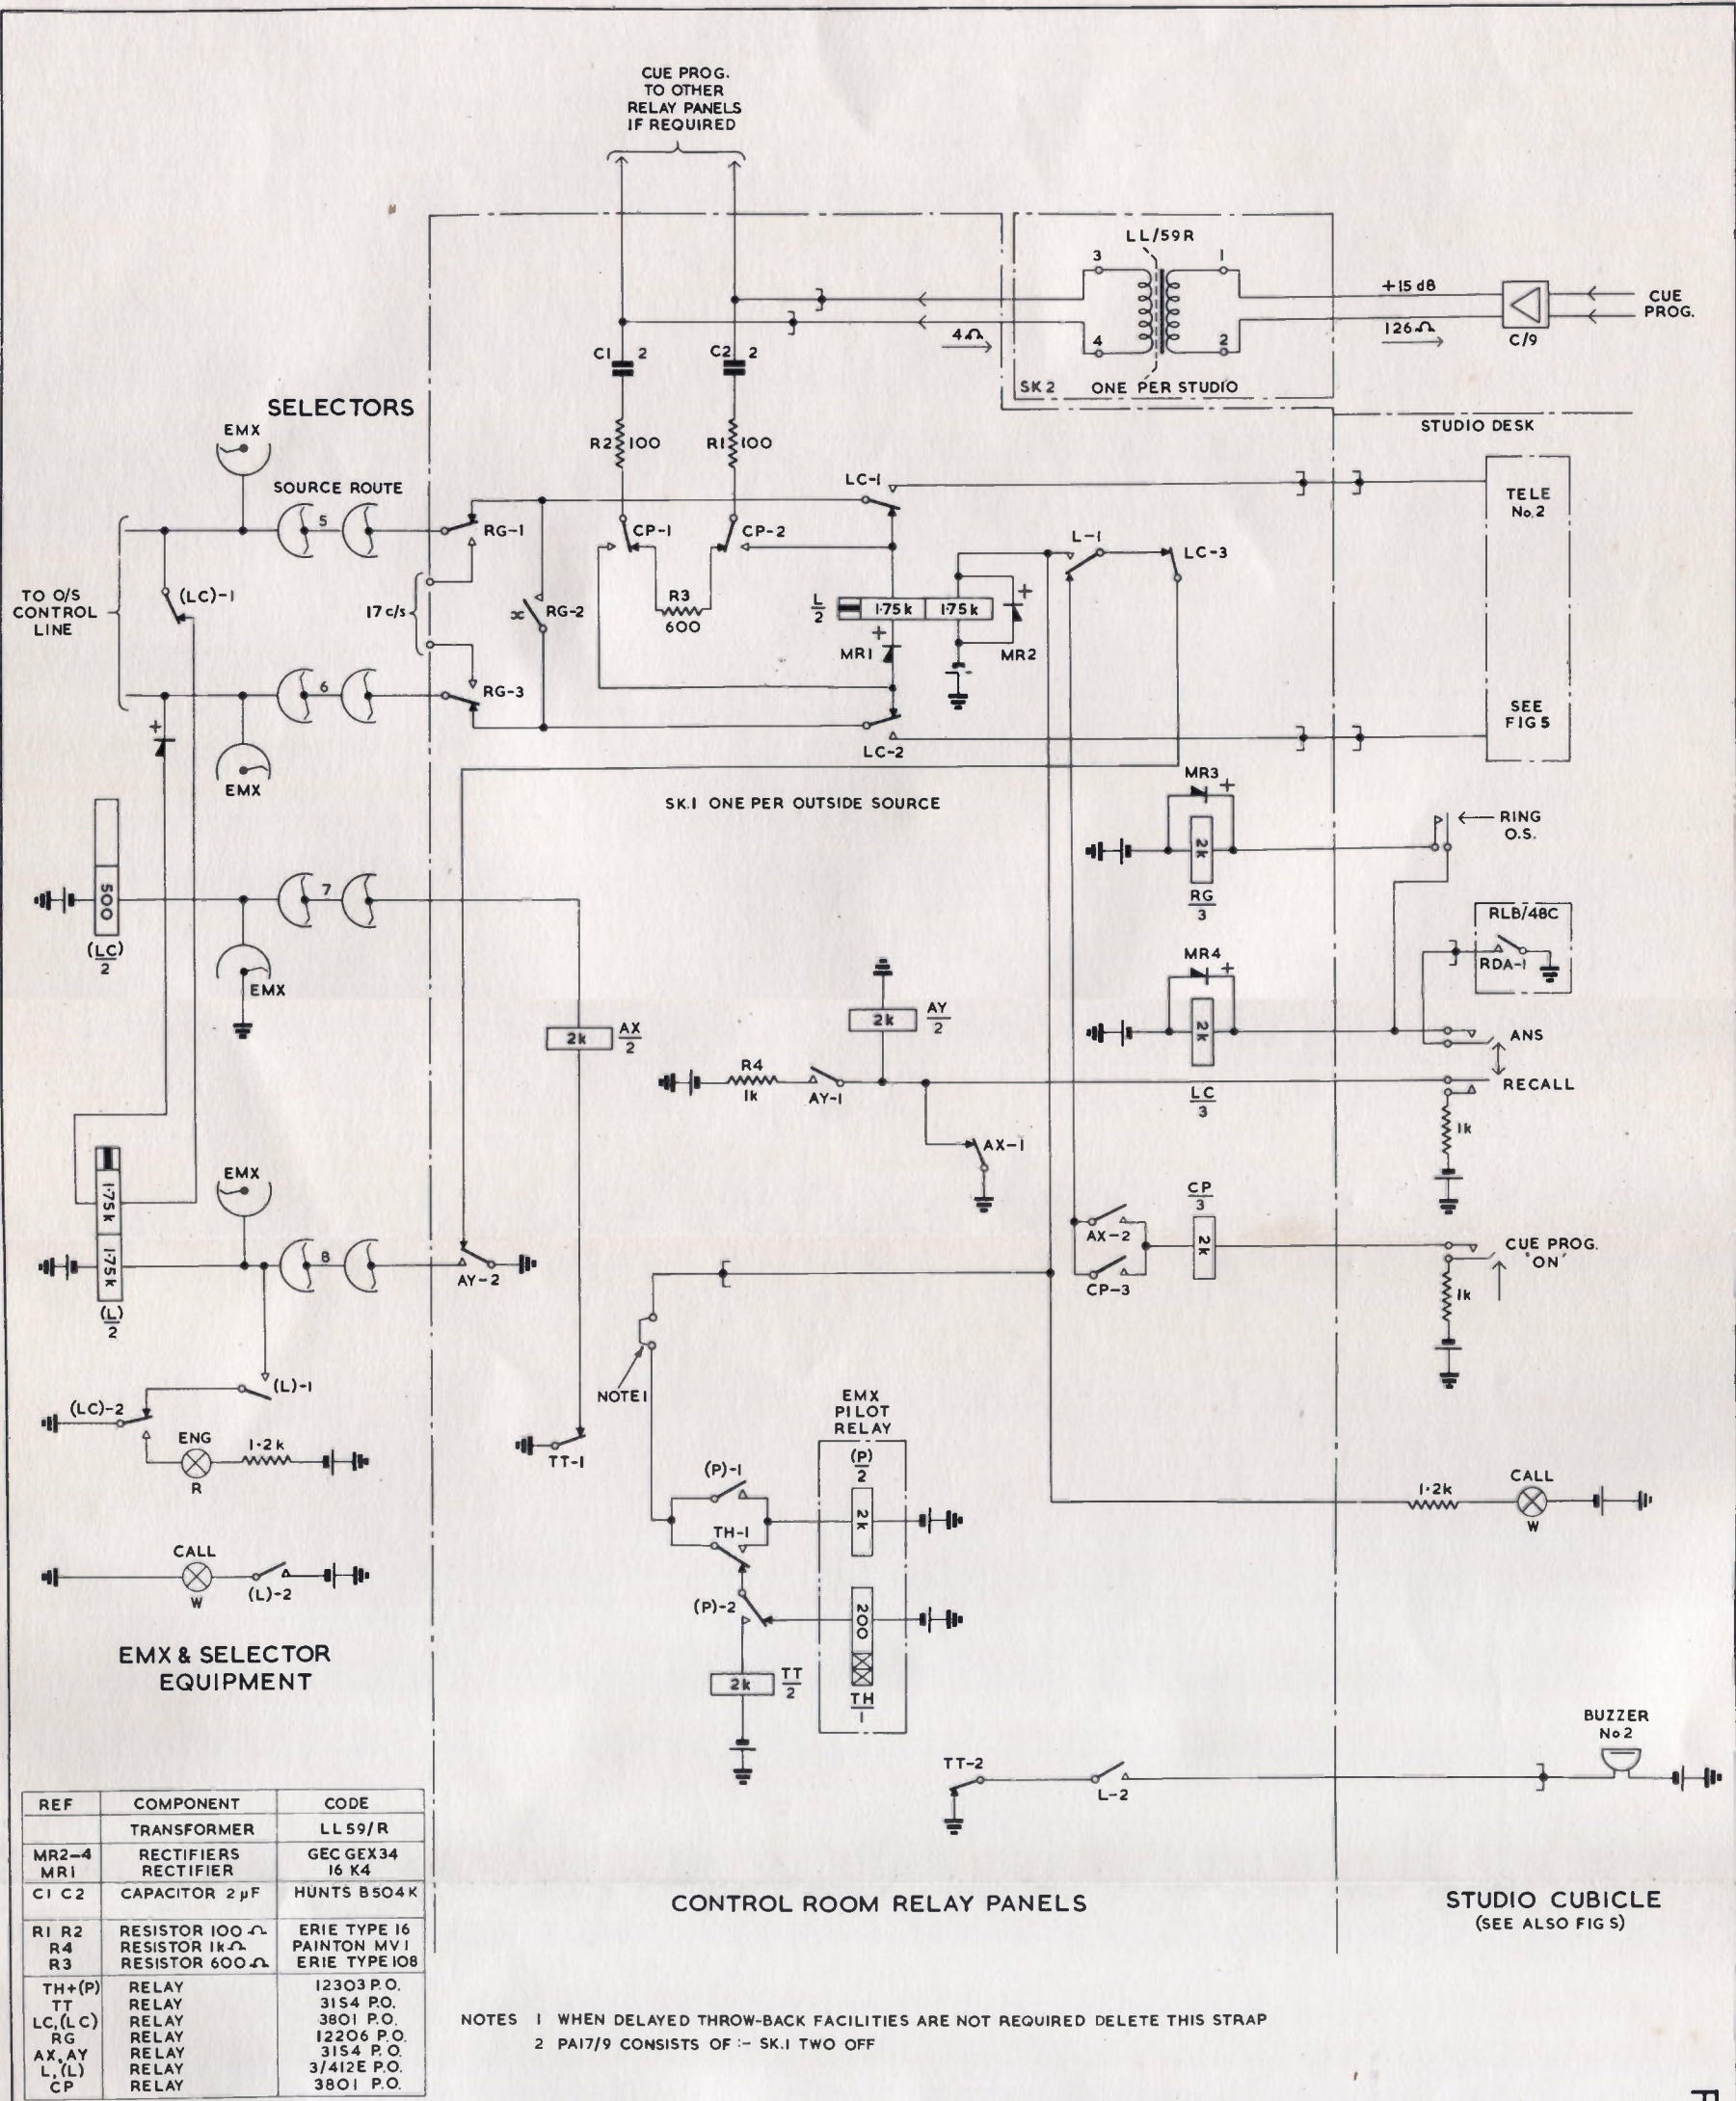 CUE PROG.
TO OTHER
RELAY PANELS
IF REQUIRED
LL/59R
3
1
4
2
SK2 ONE PER STUDIO
4Ω
+15 dB
126Ω
C/9
CUE
PROG.
STUDIO DESK
C1 2
C2 2
R2 100
R1 100
SELECTORS
EMX
SOURCE ROUTE
5
RG-1
CP-1
CP-2
LC-1
TELE
No.2
L-1
LC-3
TO O/S
CONTROL
LINE
(LC)-1
17 c/s
x RG-2
R3
600
L
2
1·75k
1·75k
+
+
MR1
MR2
6
RG-3
LC-2
SEE
FIG 5
+
EMX
SK.1 ONE PER OUTSIDE SOURCE
MR3
+
2k
RG
3
RING
O.S.
500
(LC)
2
7
EMX
RLB/48C
RDA-1
MR4
+
2k
LC
3
ANS
RECALL
1k
2k
AX
2
2k
AY
2
R4
1k
AY-1
AX-1
1·75k
1·75k
(L)
2
EMX
8
AY-2
AX-2
CP-3
CP
3
2k
CUE PROG.
'ON'
1k
(L)-1
(LC)-2
ENG
R
1·2k
NOTE 1
TT-1
EMX
PILOT
RELAY
(P)
2
2k
(P)-1
TH-1
(P)-2
200
TH
1
2k
TT
2
1·2k
CALL
W
CALL
W
(L)-2
EMX & SELECTOR
EQUIPMENT
BUZZER
No 2
TT-2
L-2
REF COMPONENT CODE
TRANSFORMER LL59/R
MR2-4 RECTIFIERS GEC GEX34
MR1 RECTIFIER 16 K4
C1 C2 CAPACITOR 2 μF HUNTS B504K
R1 R2 RESISTOR 100 Ω ERIE TYPE 16
R4 RESISTOR 1kΩ PAINTON MV1
R3 RESISTOR 600Ω ERIE TYPE 108
TH+(P) RELAY 12303 P.O.
TT RELAY 3154 P.O.
LC,(LC) RELAY 3801 P.O.
RG RELAY 12206 P.O.
AX, AY RELAY 3154 P.O.
L,(L) RELAY 3/412E P.O.
CP RELAY 3801 P.O.
CONTROL ROOM RELAY PANELS
STUDIO CUBICLE
(SEE ALSO FIG 5)
NOTES 1 WHEN DELAYED THROW-BACK FACILITIES ARE NOT REQUIRED DELETE THIS STRAP
2 PA17/9 CONSISTS OF :- SK.1 TWO OFF